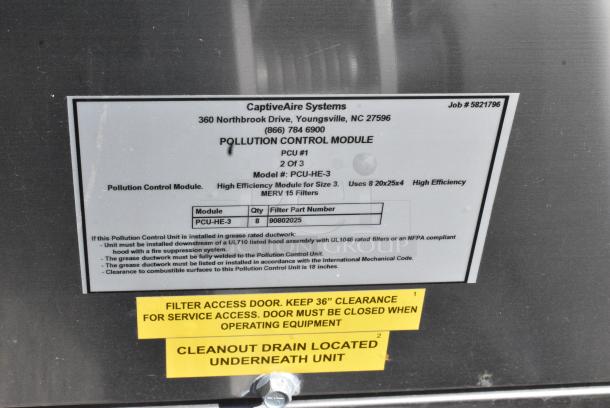 CaptiveAire Systems
Job # 5821796
360 Northbrook Drive, Youngsville, NC 27596
(866) 784 6900
POLLUTION CONTROL MODULE
PCU #1
2 Of 3
Model #: PCU-HE-3
Pollution Control Module. High Efficiency Module for Size 3. Uses 8 20x25x4 High Efficiency
MERV 15 Filters
Module Qty Filter Part Number
PCU-HE-3 8 90802025
If this Pollution Control Unit is installed in grease rated ductwork:
- Unit must be installed downstream of a UL710 listed hood assembly with UL1046 rated filters or an NFPA compliant
hood with a fire suppression system.
- The grease ductwork must be fully welded to the Pollution Control Unit.
- The grease ductwork must be listed or installed in accordance with the International Mechanical Code.
- Clearance to combustible surfaces to this Pollution Control Unit is 18 inches.
1
FILTER ACCESS DOOR. KEEP 36" CLEARANCE
FOR SERVICE ACCESS. DOOR MUST BE CLOSED WHEN
OPERATING EQUIPMENT
2
CLEANOUT DRAIN LOCATED
UNDERNEATH UNIT